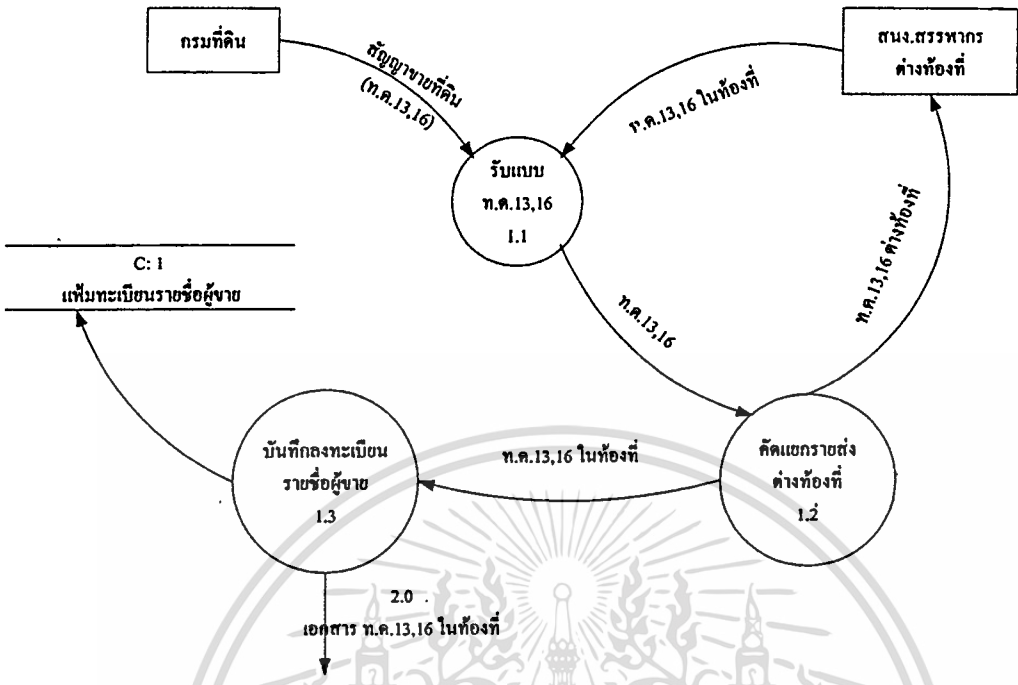 กรมที่ดิน
สนง.สรรพากร
ต่างท้องที่
สัญญาขายที่ดิน
(ท.ด.13,16)
ท.ด.13,16 ในท้องที่
รับแบบ
ท.ด.13,16
1.1
C: 1
แฟ้มทะเบียนรายชื่อผู้ขาย
ท.ด.13,16
ท.ด.13,16 ต่างท้องที่
บันทึกลงทะเบียน
รายชื่อผู้ขาย
1.3
ท.ด.13,16 ในท้องที่
คัดแยกรายส่ง
ต่างท้องที่
1.2
2.0
เอกสาร ท.ด.13,16 ในท้องที่